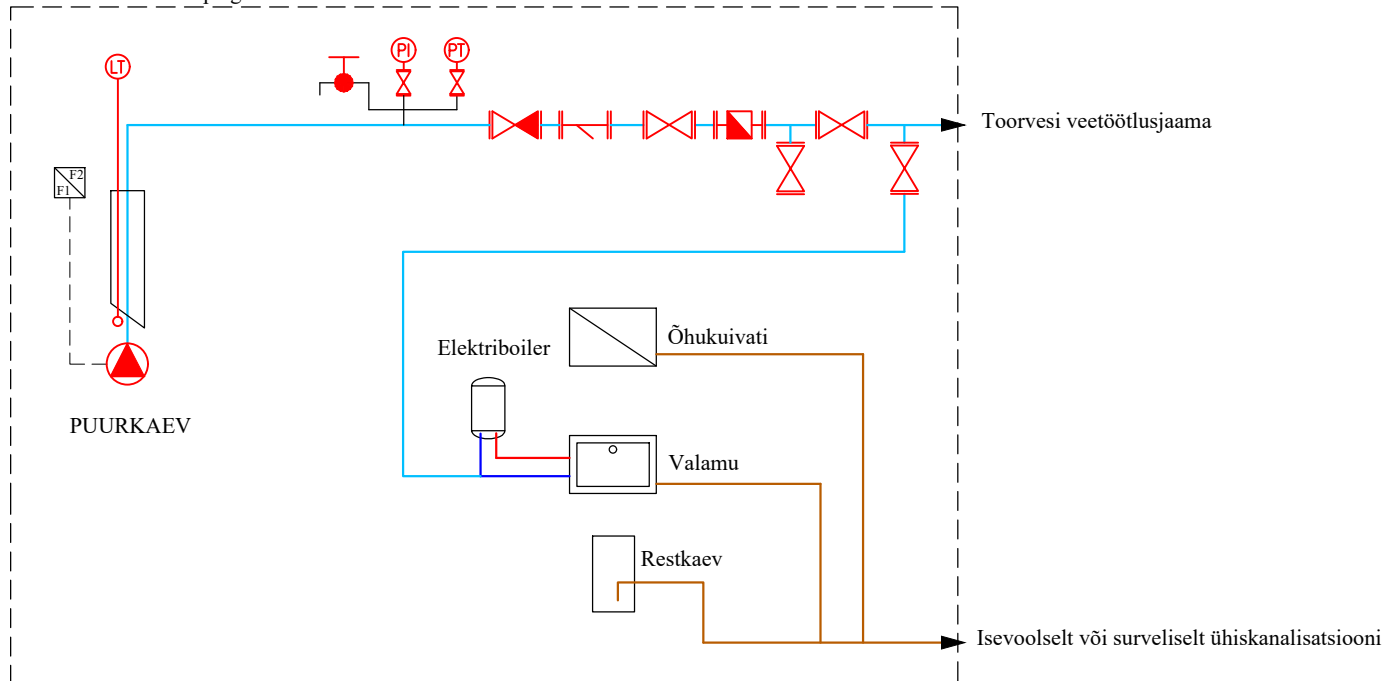 PI
PT
LT
Toorvesi veetöötlusjaama
F2
F1
Õhukuivati
Elektriboiler
PUURKAEV
Valamu
Restkaev
Isevoolselt või surveliselt ühiskanalisatsiooni